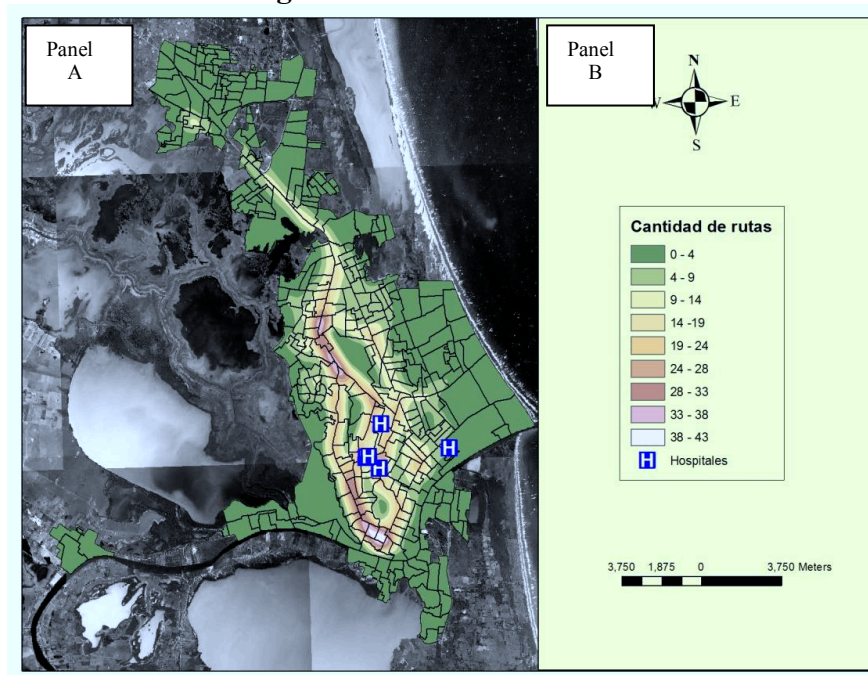 Panel
A
Panel
B
N
W E
S
Cantidad de rutas
0 - 4
4 - 9
9 - 14
14 -19
19 - 24
24 - 28
28 - 33
33 - 38
38 - 43
H Hospitales
H
H
H
H
3,750 1,875 0 3,750 Meters